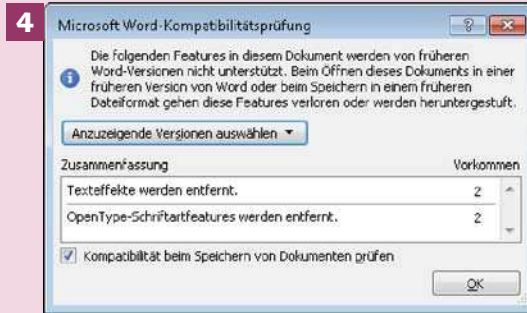 4
Microsoft Word-Kompatibilitätsprüfung
Die folgenden Features in diesem Dokument werden von früheren
Word-Versionen nicht unterstützt. Beim Öffnen dieses Dokuments in einer
früheren Version von Word oder beim Speichern in einem früheren
Dateiformat gehen diese Features verloren oder werden heruntergestuft.
Anzuzeigende Versionen auswählen
Zusammenfassung Vorkommen
Texteffekte werden entfernt. 2
OpenType-Schriftartfeatures werden entfernt. 2
Kompatibilität beim Speichern von Dokumenten prüfen
OK